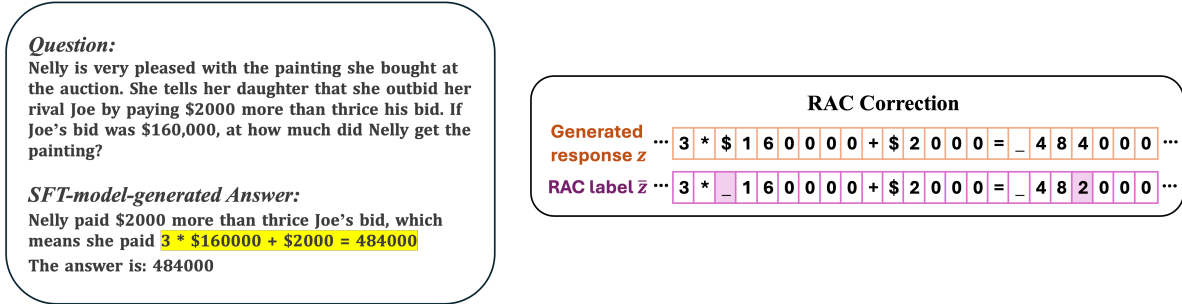 Question:
Nelly is very pleased with the painting she bought at
the auction. She tells her daughter that she outbid her
rival Joe by paying $2000 more than thrice his bid. If
Joe's bid was $160,000, at how much did Nelly get the
painting?
SFT-model-generated Answer:
Nelly paid $2000 more than thrice Joe's bid, which
means she paid 3 * $160000 + $2000 = 484000
The answer is: 484000
RAC Correction
Generated
response z ... 3 * $ 1 6 0 0 0 0 + $ 2 0 0 0 = _ 4 8 4 0 0 0 ...
RAC label z̄ ... 3 * _ 1 6 0 0 0 0 + $ 2 0 0 0 = _ 4 8 2 0 0 0 ...